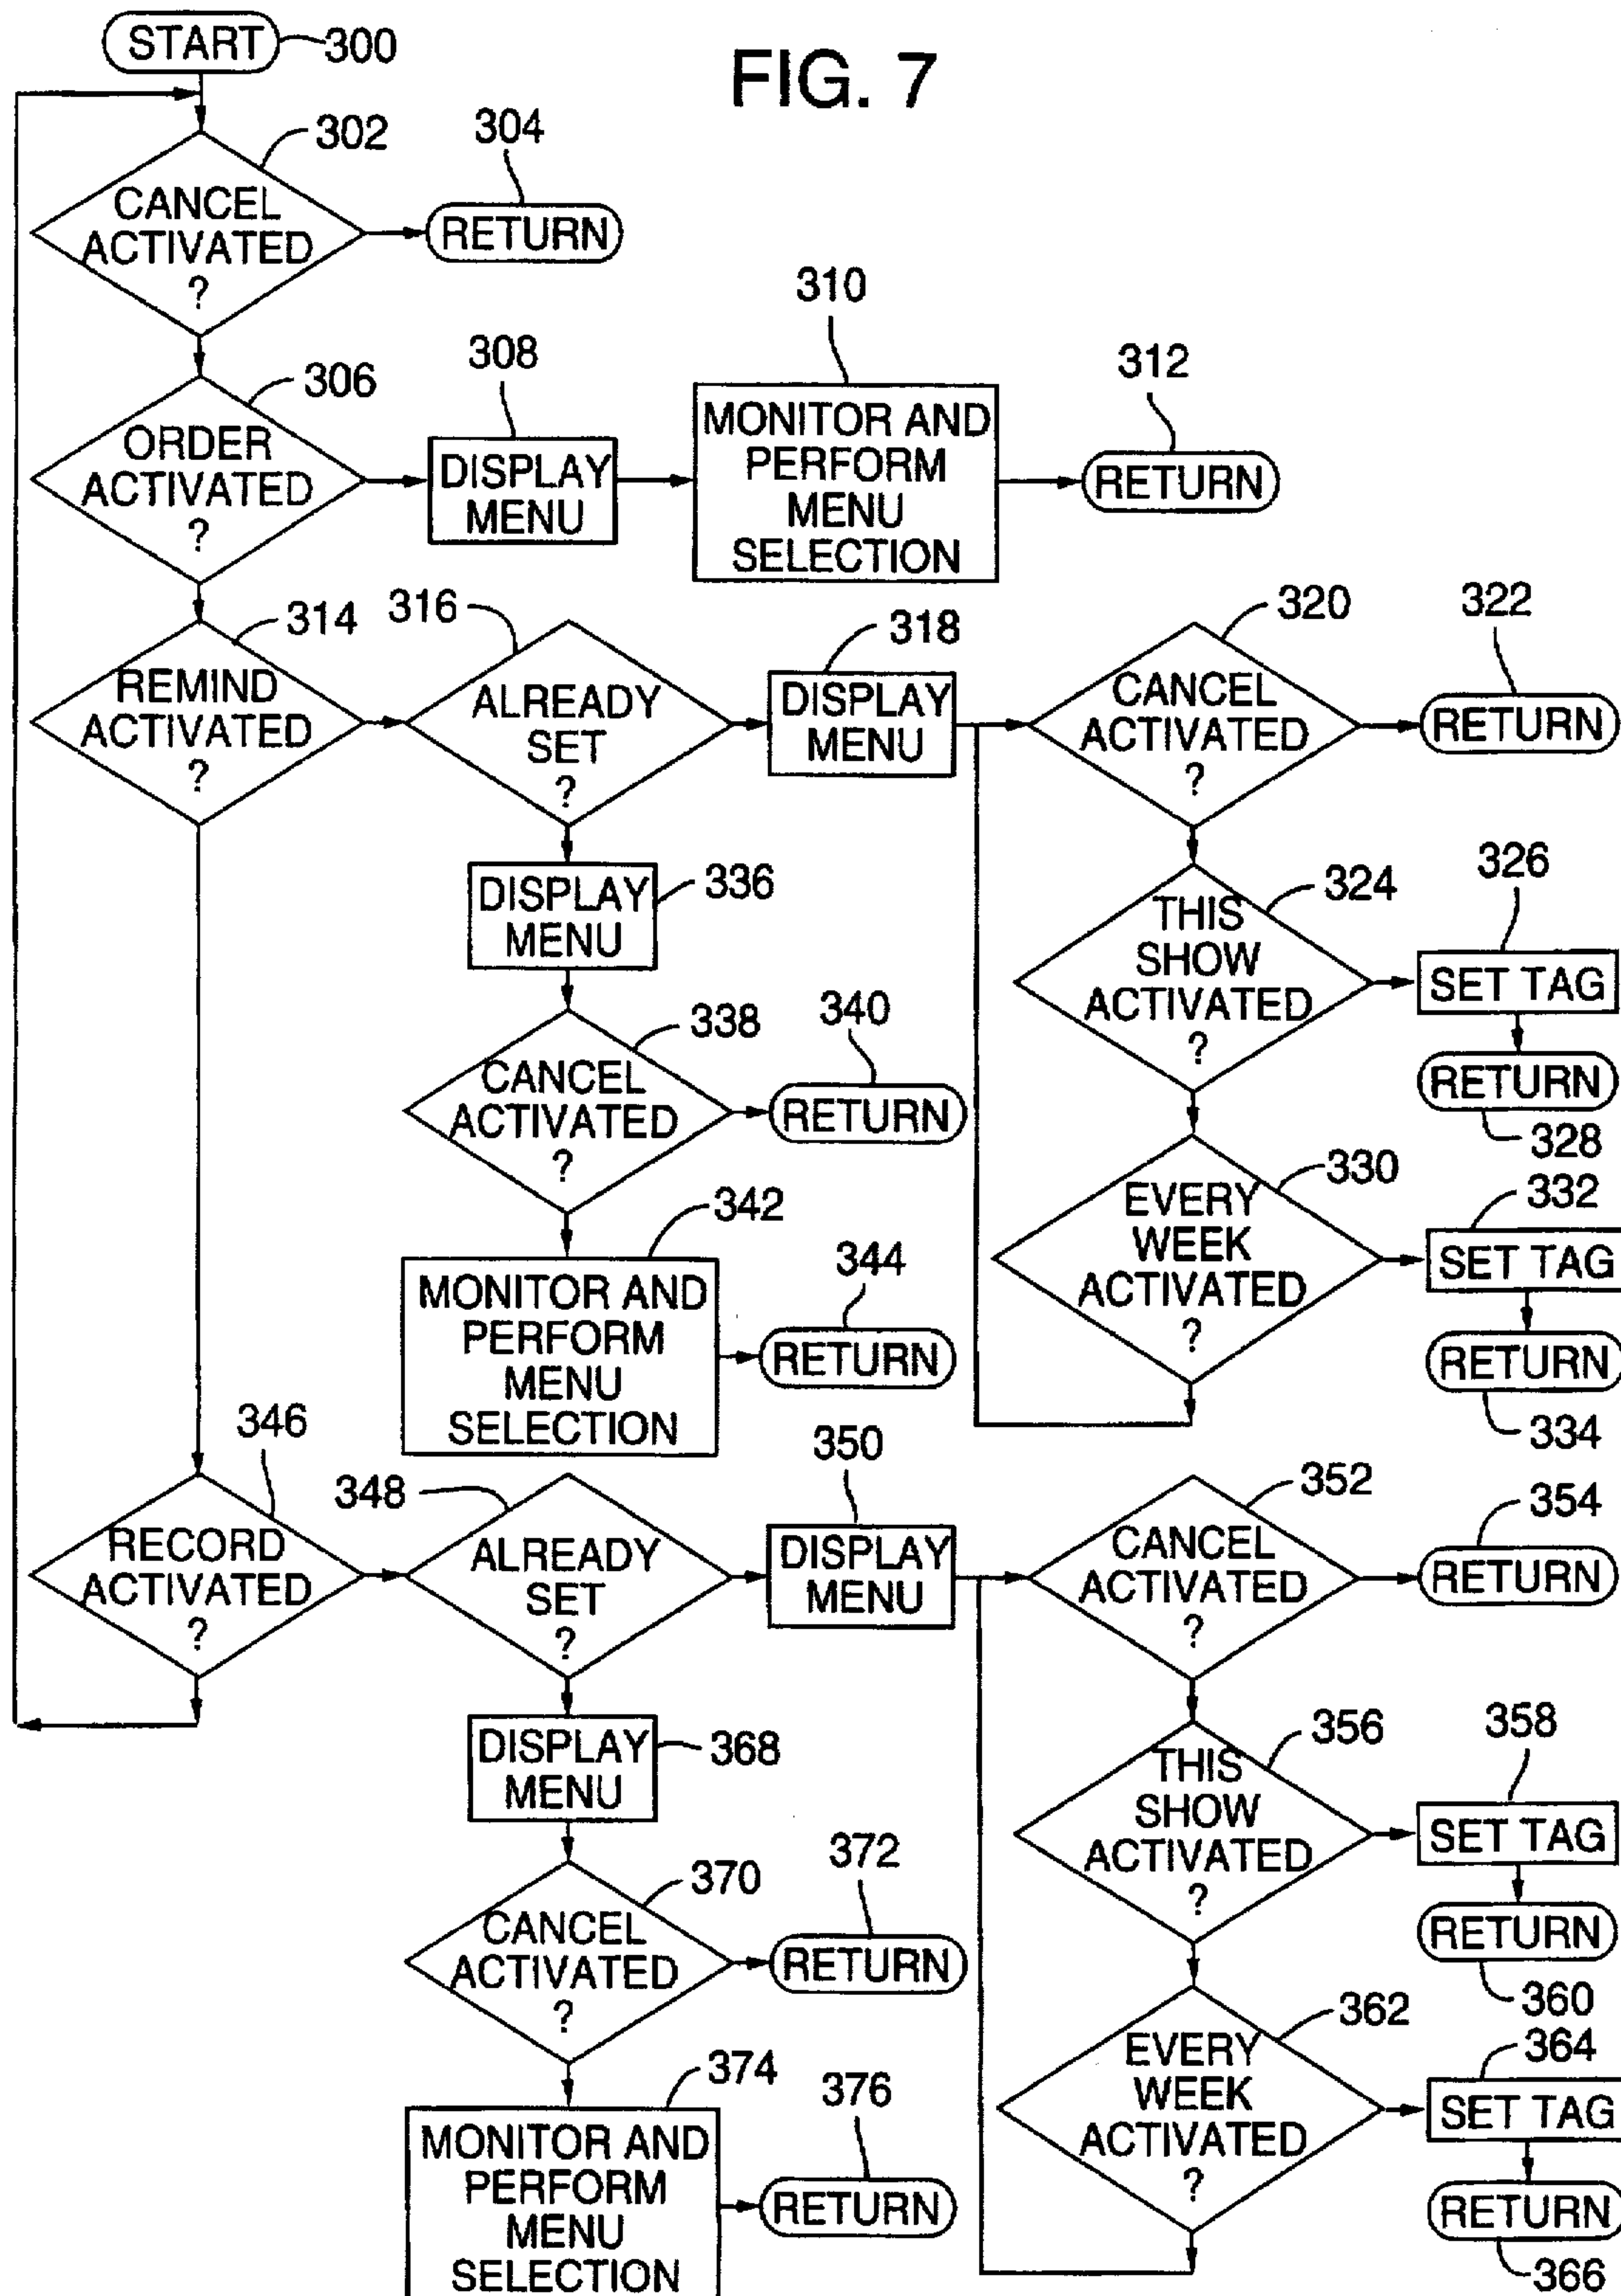 FIG. 7
START
300
302
CANCEL
ACTIVATED
?
304
RETURN
306
ORDER
ACTIVATED
?
308
DISPLAY
MENU
310
MONITOR AND
PERFORM
MENU
SELECTION
312
RETURN
314
REMIND
ACTIVATED
?
316
ALREADY
SET
?
318
DISPLAY
MENU
320
CANCEL
ACTIVATED
?
322
RETURN
324
THIS
SHOW
ACTIVATED
?
326
SET TAG
RETURN
328
330
EVERY
WEEK
ACTIVATED
?
332
SET TAG
RETURN
334
DISPLAY
MENU
336
338
CANCEL
ACTIVATED
?
340
RETURN
342
MONITOR AND
PERFORM
MENU
SELECTION
344
RETURN
346
RECORD
ACTIVATED
?
348
ALREADY
SET
?
350
DISPLAY
MENU
352
CANCEL
ACTIVATED
?
354
RETURN
356
THIS
SHOW
ACTIVATED
?
358
SET TAG
RETURN
360
362
EVERY
WEEK
ACTIVATED
?
364
SET TAG
RETURN
366
DISPLAY
MENU
368
370
CANCEL
ACTIVATED
?
372
RETURN
374
MONITOR AND
PERFORM
MENU
SELECTION
376
RETURN